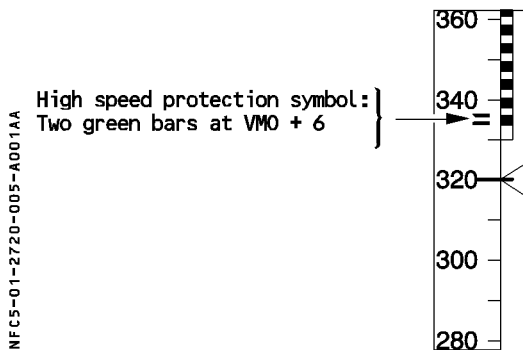 360
High speed protection symbol:
340
Two green bars at VMO + 6
320
300
280
NFC5-01-2720-005-A001AA